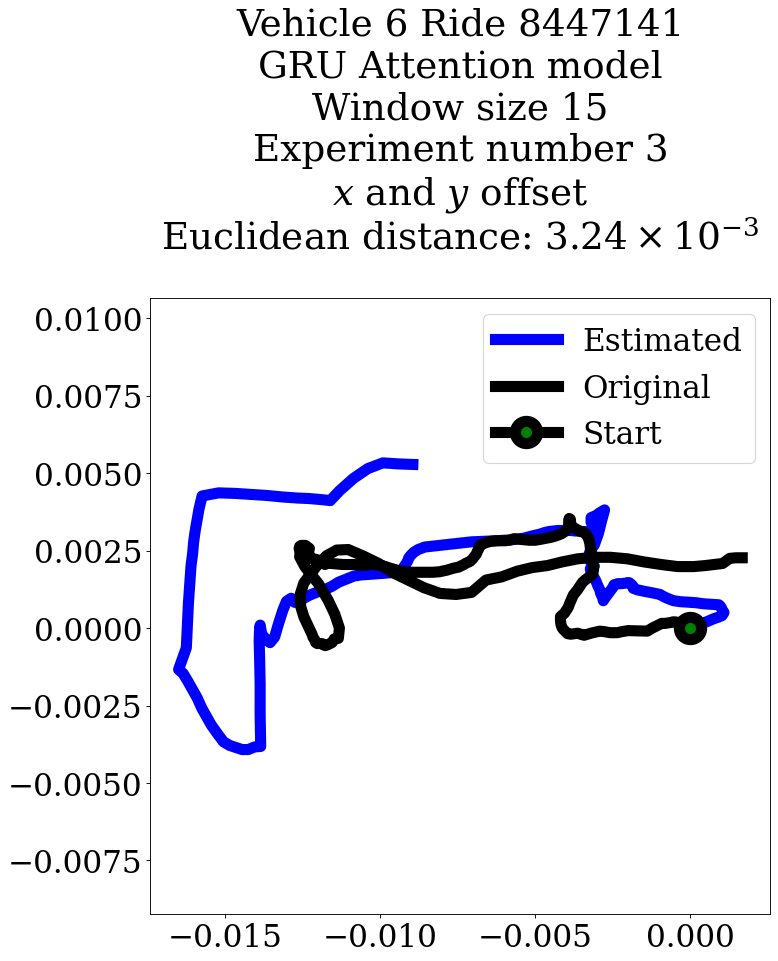 Vehicle 6 Ride 8447141
GRU Attention model
Window size 15
Experiment number 3
x and y offset
Euclidean distance: 3.24 × 10⁻³
Estimated
Original
Start
0.0100
0.0075
0.0050
0.0025
0.0000
−0.0025
−0.0050
−0.0075
−0.015 −0.010 −0.005 0.000